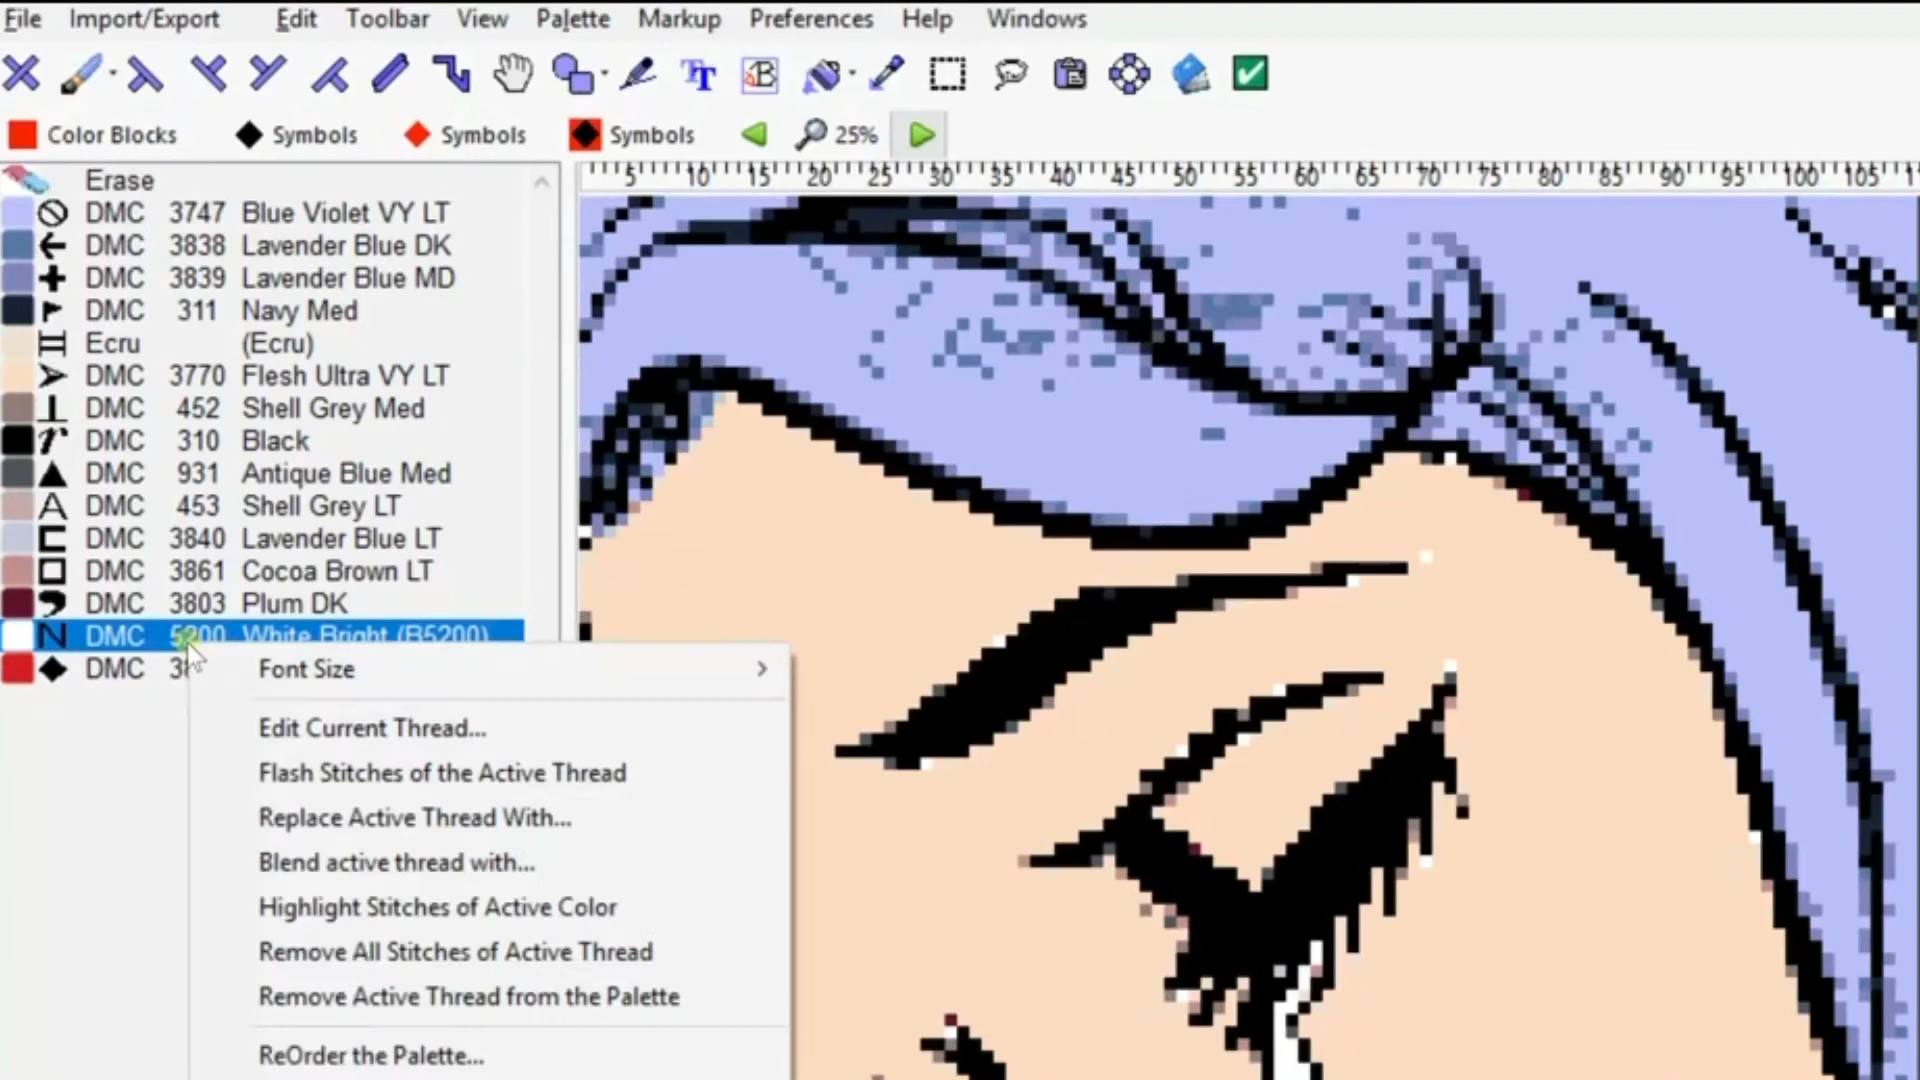 File Import/Export Edit Toolbar View Palette Markup Preferences Help Windows
TT B
Color Blocks Symbols Symbols Symbols 25%
5 10 15 20 25 30 35 40 45 50 55 60 65 70 75 80 85 90 95 100 105
Erase
DMC 3747 Blue Violet VY LT
DMC 3838 Lavender Blue DK
DMC 3839 Lavender Blue MD
DMC 311 Navy Med
Ecru (Ecru)
DMC 3770 Flesh Ultra VY LT
DMC 452 Shell Grey Med
DMC 310 Black
DMC 931 Antique Blue Med
A DMC 453 Shell Grey LT
DMC 3840 Lavender Blue LT
DMC 3861 Cocoa Brown LT
DMC 3803 Plum DK
N DMC 5200 White Bright (B5200)
DMC
Font Size
Edit Current Thread...
Flash Stitches of the Active Thread
Replace Active Thread With...
Blend active thread with...
Highlight Stitches of Active Color
Remove All Stitches of Active Thread
Remove Active Thread from the Palette
ReOrder the Palette...